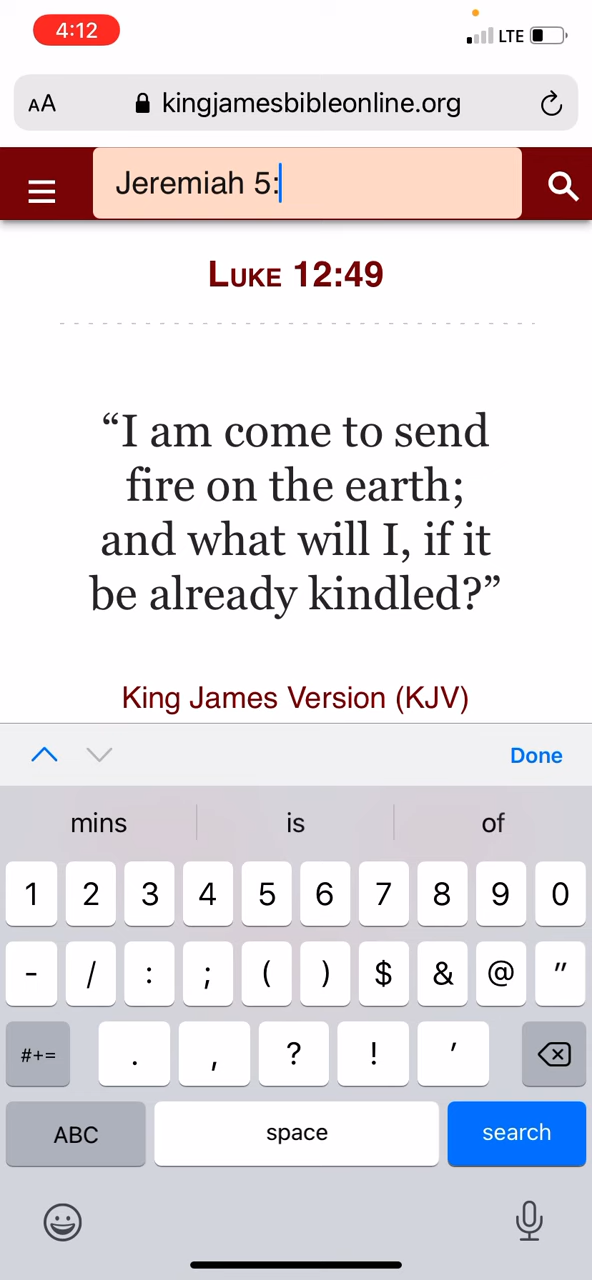 4:12
LTE
AA kingjamesbibleonline.org
Jeremiah 5:
Luke 12:49
“I am come to send
fire on the earth;
and what will I, if it
be already kindled?”
King James Version (KJV)
Done
mins is of
1 2 3 4 5 6 7 8 9 0
- / : ; ( ) $ & @ "
#+= . , ? ! ’
ABC space search